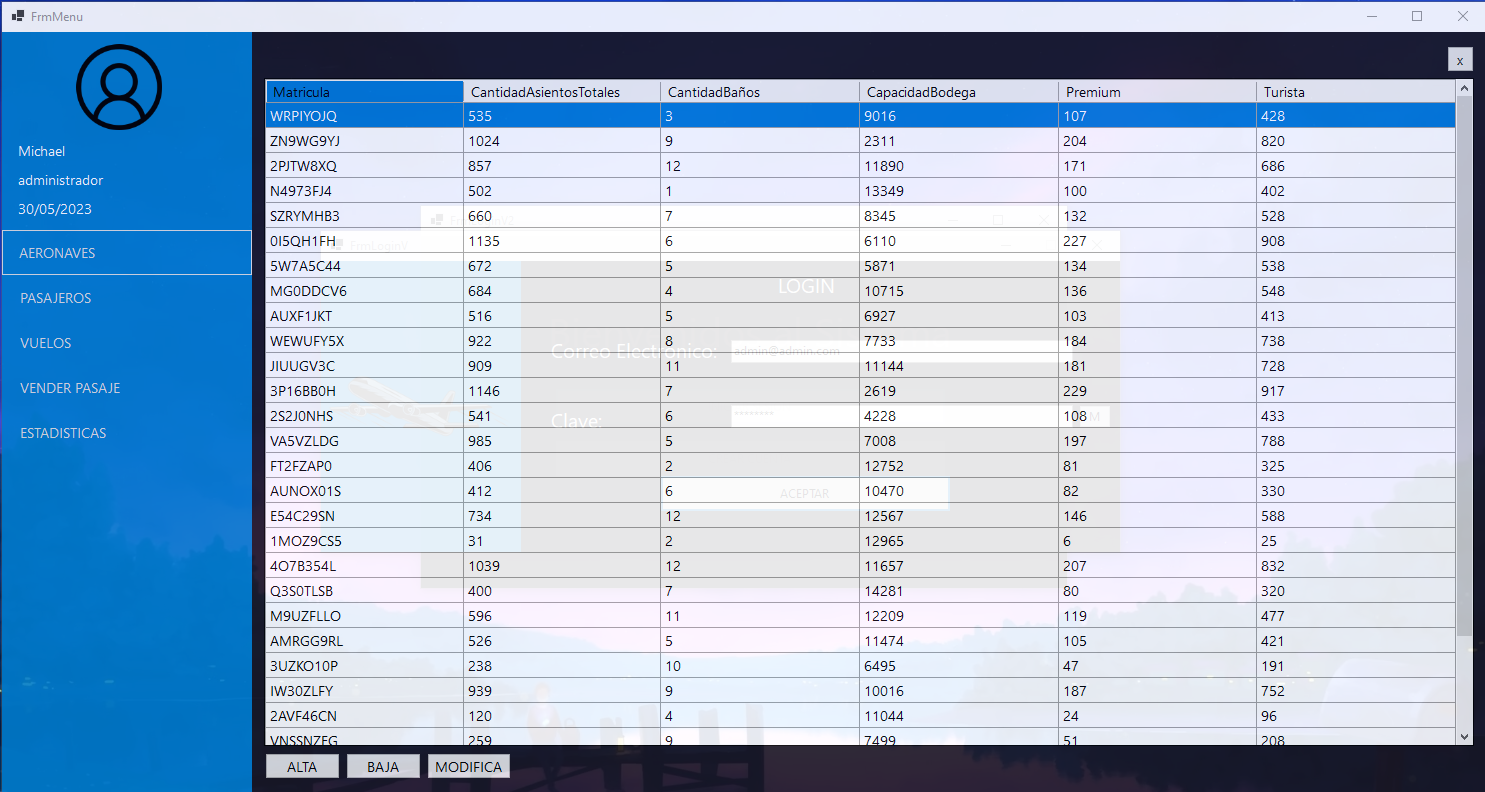 FrmMenu
x
Michael
administrador
30/05/2023
AERONAVES
PASAJEROS
VUELOS
VENDER PASAJE
ESTADISTICAS
Matricula CantidadAsientosTotales CantidadBaños CapacidadBodega Premium Turista
WRPIYOJQ 535 3 9016 107 428
ZN9WG9YJ 1024 9 2311 204 820
2PJTW8XQ 857 12 11890 171 686
N4973FJ4 502 1 13349 100 402
SZRYMHB3 660 7 8345 132 528
0I5QH1FH 1135 6 6110 227 908
5W7A5C44 672 5 5871 134 538
MG0DDCV6 684 4 10715 136 548
AUXF1JKT 516 5 6927 103 413
WEWUFY5X 922 8 7733 184 738
JIUUGV3C 909 11 11144 181 728
3P16BB0H 1146 7 2619 229 917
2S2J0NHS 541 6 4228 108 433
VA5VZLDG 985 5 7008 197 788
FT2FZAP0 406 2 12752 81 325
AUNOX01S 412 6 10470 82 330
E54C29SN 734 12 12567 146 588
1MOZ9CS5 31 2 12965 6 25
4O7B354L 1039 12 11657 207 832
Q3S0TLSB 400 7 14281 80 320
M9UZFLLO 596 11 12209 119 477
AMRGG9RL 526 5 11474 105 421
3UZKO10P 238 10 6495 47 191
IW30ZLFY 939 9 10016 187 752
2AVF46CN 120 4 11044 24 96
VNSSNZFG 259 9 7499 51 208
LOGIN
Correo Electronico: admin@admin.com
Clave: ********
ACEPTAR
ALTA BAJA MODIFICA